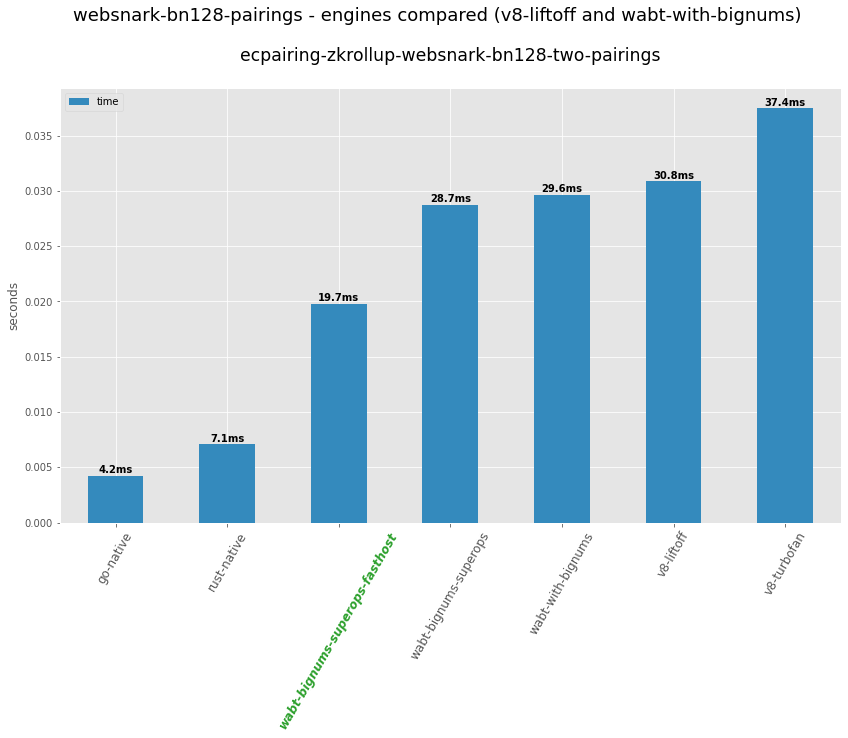 websnark-bn128-pairings - engines compared (v8-liftoff and wabt-with-bignums)
ecpairing-zkrollup-websnark-bn128-two-pairings
time
seconds
0.035
0.030
0.025
0.020
0.015
0.010
0.005
0.000
4.2ms
7.1ms
19.7ms
28.7ms
29.6ms
30.8ms
37.4ms
go-native
rust-native
wabt-bignums-superops-fasthost
wabt-bignums-superops
wabt-with-bignums
v8-liftoff
v8-turbofan